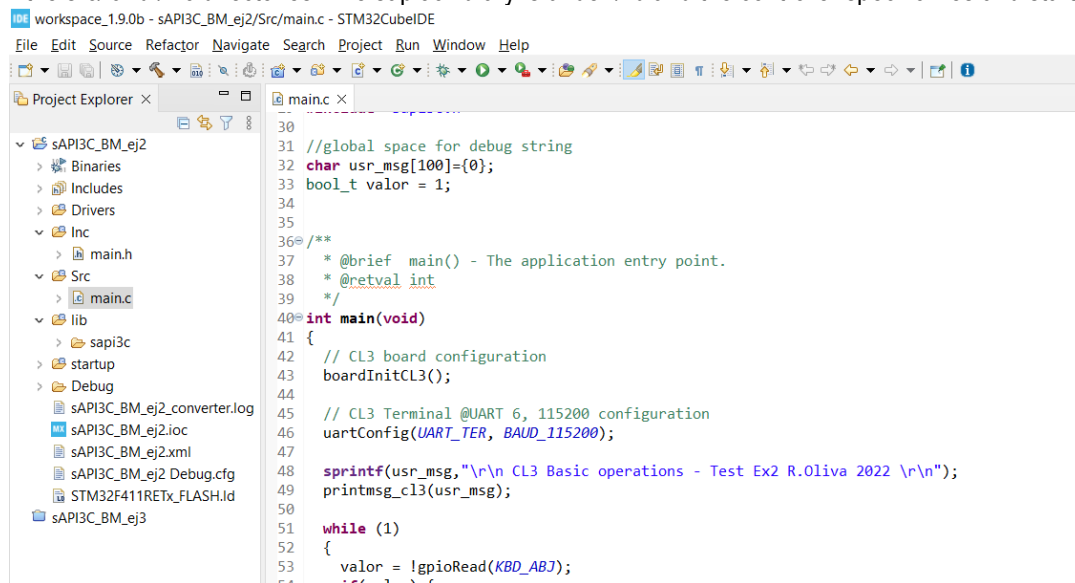 workspace_1.9.0b - sAPI3C_BM_ej2/Src/main.c - STM32CubeIDE
File Edit Source Refactor Navigate Search Project Run Window Help
Project Explorer
main.c
sAPI3C_BM_ej2
Binaries
Includes
Drivers
Inc
main.h
Src
main.c
lib
sapi3c
startup
Debug
sAPI3C_BM_ej2_converter.log
sAPI3C_BM_ej2.ioc
sAPI3C_BM_ej2.xml
sAPI3C_BM_ej2 Debug.cfg
STM32F411RETx_FLASH.ld
sAPI3C_BM_ej3
30
31 //global space for debug string
32 char usr_msg[100]={0};
33 bool_t valor = 1;
34
35
36 /**
37 * @brief main() - The application entry point.
38 * @retval int
39 */
40 int main(void)
41 {
42 // CL3 board configuration
43 boardInitCL3();
44
45 // CL3 Terminal @UART 6, 115200 configuration
46 uartConfig(UART_TER, BAUD_115200);
47
48 sprintf(usr_msg,"\r\n CL3 Basic operations - Test Ex2 R.Oliva 2022 \r\n");
49 printmsg_cl3(usr_msg);
50
51 while (1)
52 {
53 valor = !gpioRead(KBD_ABJ);